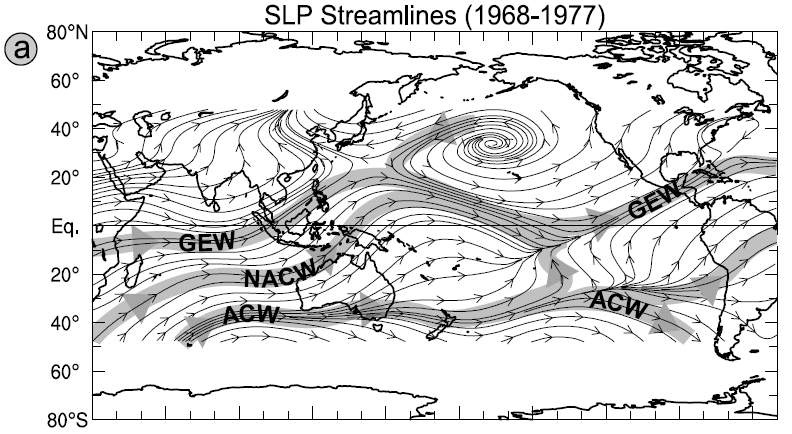 SLP Streamlines (1968-1977)
a
80°N
60°
40°
20°
Eq.
20°
40°
60°
80°S
GEW
GEW
NACW
ACW
ACW